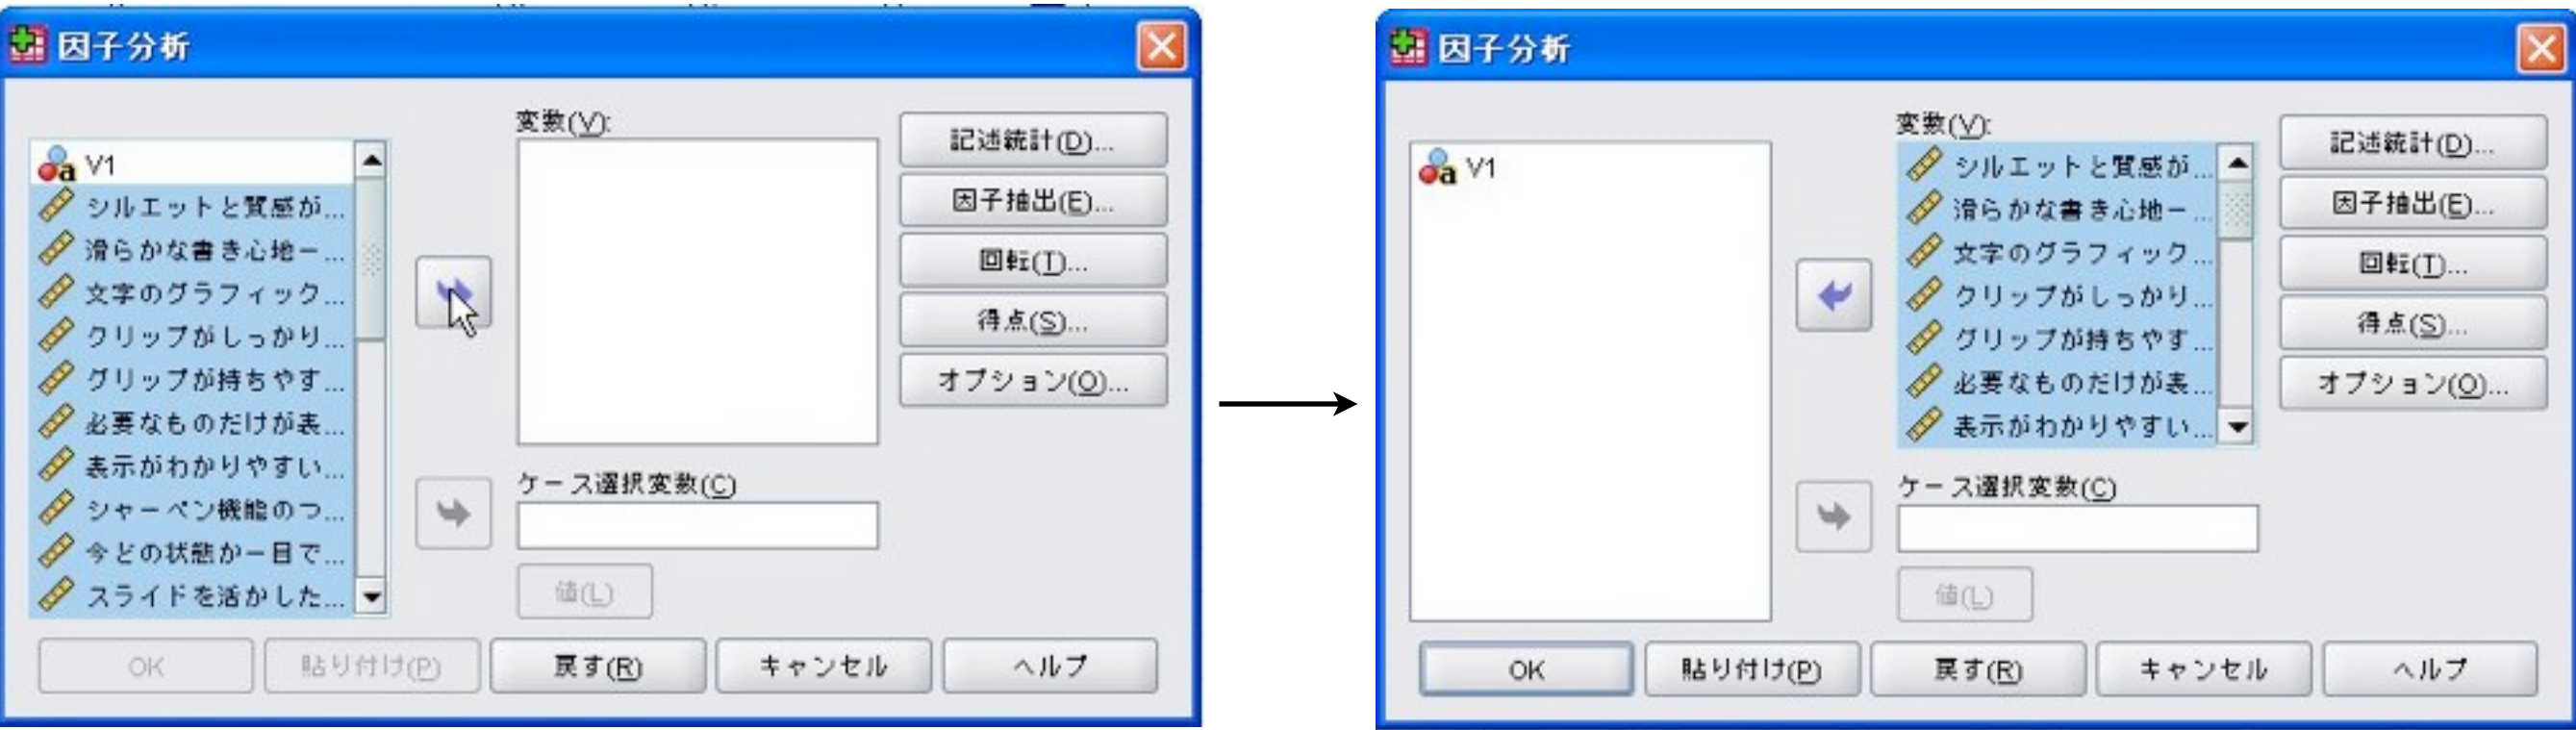 因子分析
V1
シルエットと質感が...
滑らかな書き心地ー...
文字のグラフィック...
クリップがしっかり...
グリップが持ちやす...
必要なものだけが表...
表示がわかりやすい...
シャーペン機能のつ...
今どの状態か一目で...
スライドを活かした...
変数(V):
ケース選択変数(C)
値(L)
記述統計(D)...
因子抽出(E)...
回転(T)...
得点(S)...
オプション(O)...
OK
貼り付け(P)
戻す(R)
キャンセル
ヘルプ
因子分析
V1
変数(V):
シルエットと質感が...
滑らかな書き心地ー...
文字のグラフィック...
クリップがしっかり...
グリップが持ちやす...
必要なものだけが表...
表示がわかりやすい...
ケース選択変数(C)
値(L)
記述統計(D)...
因子抽出(E)...
回転(T)...
得点(S)...
オプション(O)...
OK
貼り付け(P)
戻す(R)
キャンセル
ヘルプ